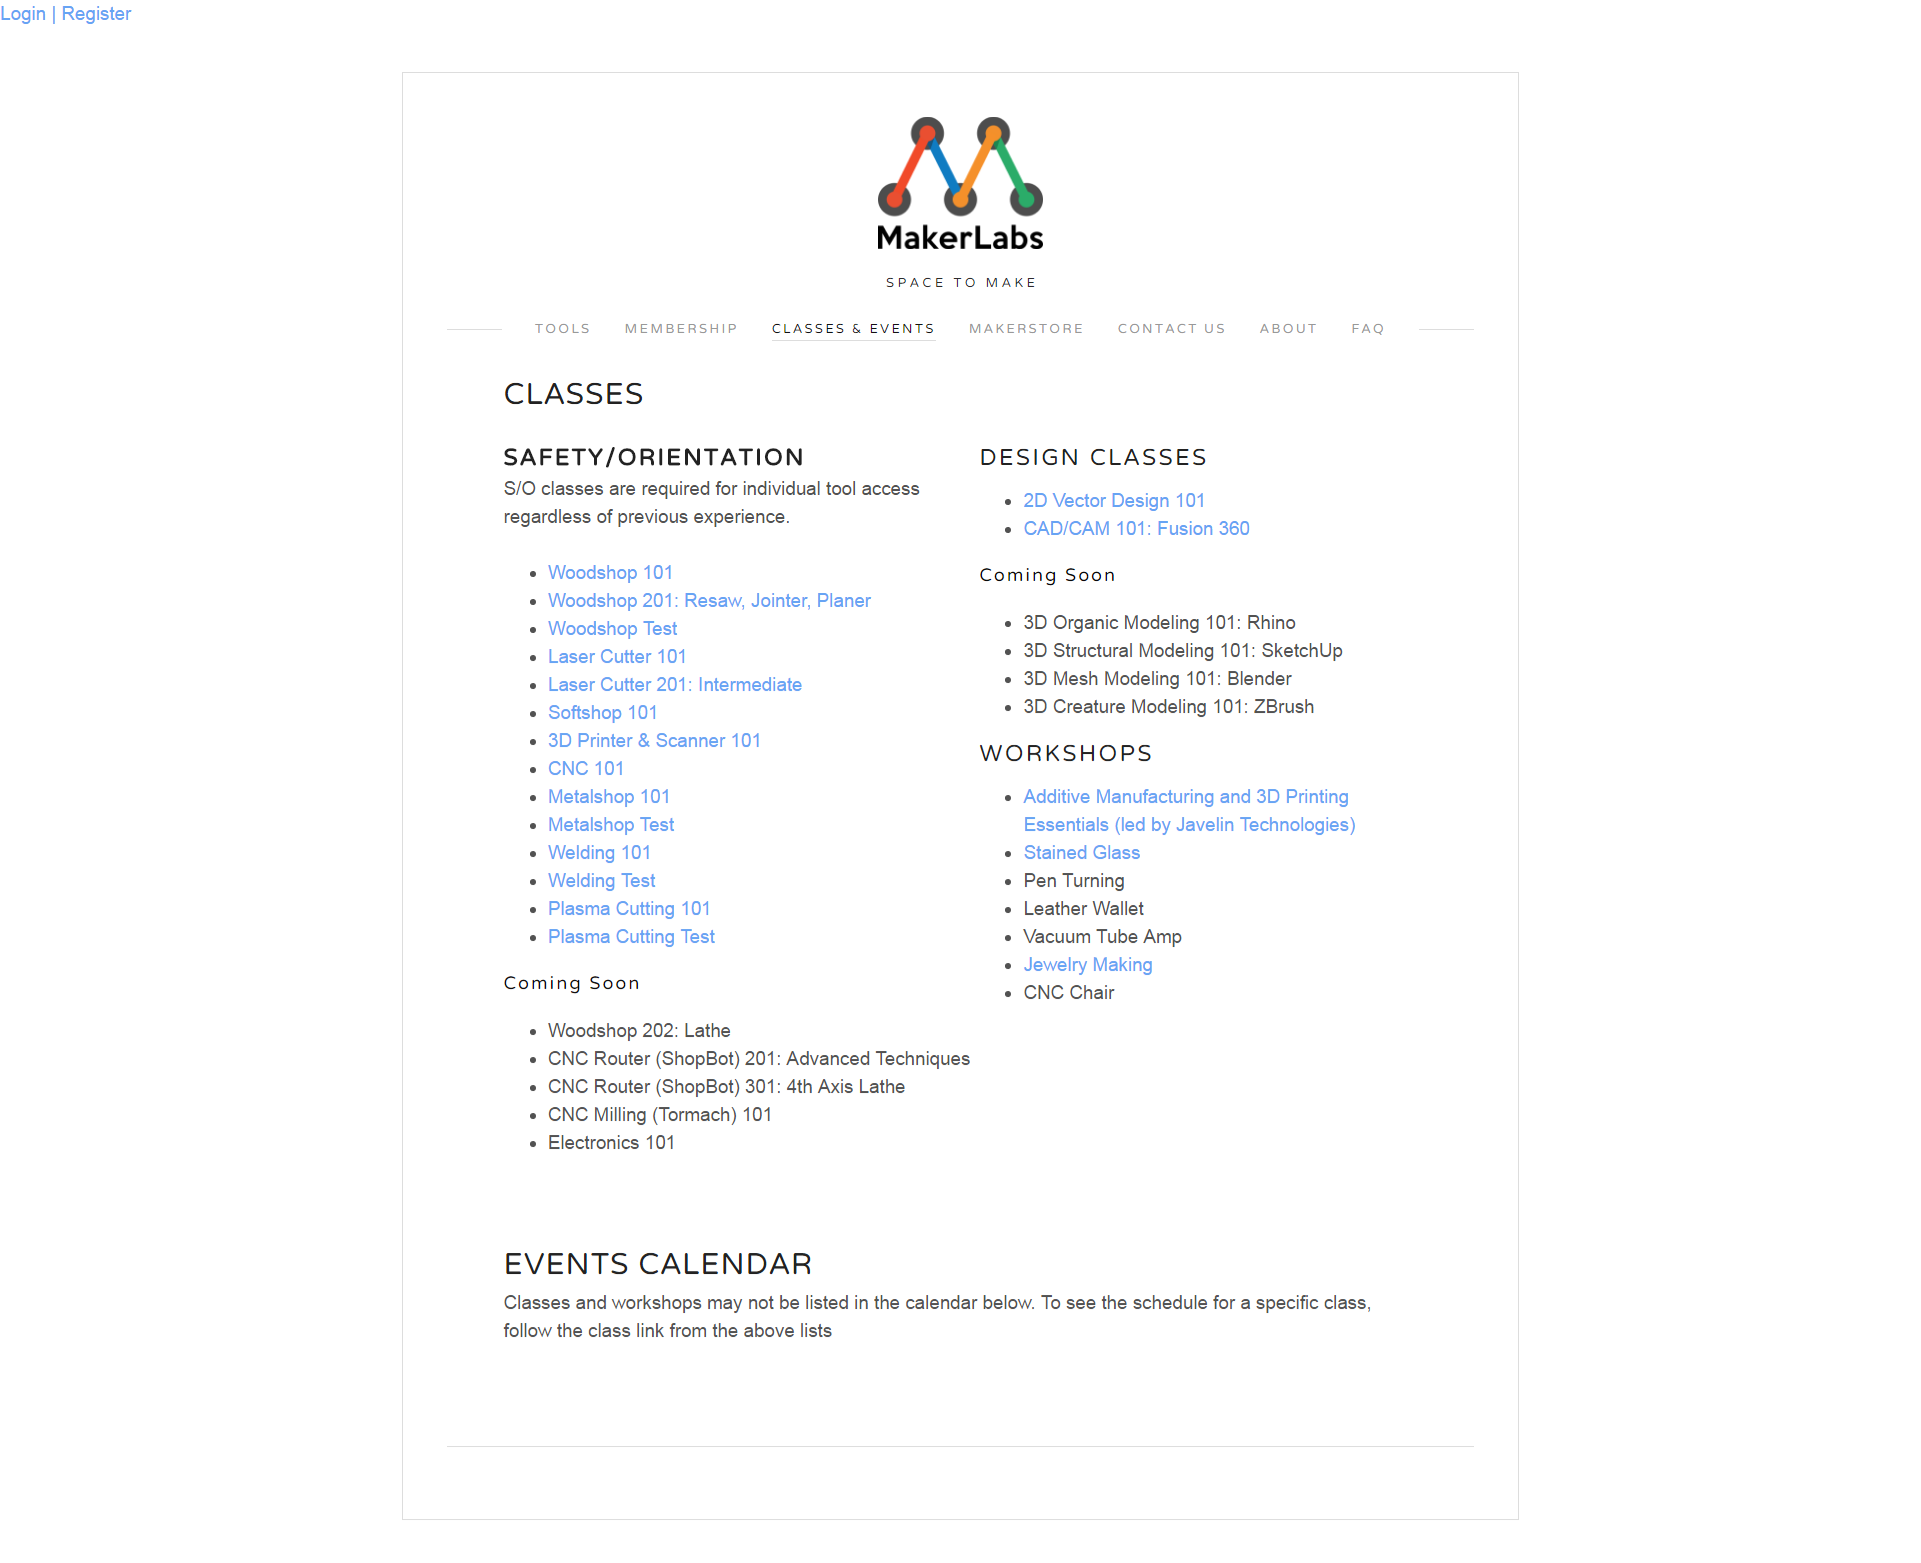 Login | Register
MakerLabs
SPACE TO MAKE
TOOLS MEMBERSHIP CLASSES & EVENTS MAKERSTORE CONTACT US ABOUT FAQ
CLASSES
SAFETY/ORIENTATION
S/O classes are required for individual tool access
regardless of previous experience.
Woodshop 101
Woodshop 201: Resaw, Jointer, Planer
Woodshop Test
Laser Cutter 101
Laser Cutter 201: Intermediate
Softshop 101
3D Printer & Scanner 101
CNC 101
Metalshop 101
Metalshop Test
Welding 101
Welding Test
Plasma Cutting 101
Plasma Cutting Test
Coming Soon
Woodshop 202: Lathe
CNC Router (ShopBot) 201: Advanced Techniques
CNC Router (ShopBot) 301: 4th Axis Lathe
CNC Milling (Tormach) 101
Electronics 101
DESIGN CLASSES
2D Vector Design 101
CAD/CAM 101: Fusion 360
Coming Soon
3D Organic Modeling 101: Rhino
3D Structural Modeling 101: SketchUp
3D Mesh Modeling 101: Blender
3D Creature Modeling 101: ZBrush
WORKSHOPS
Additive Manufacturing and 3D Printing
Essentials (led by Javelin Technologies)
Stained Glass
Pen Turning
Leather Wallet
Vacuum Tube Amp
Jewelry Making
CNC Chair
EVENTS CALENDAR
Classes and workshops may not be listed in the calendar below. To see the schedule for a specific class,
follow the class link from the above lists